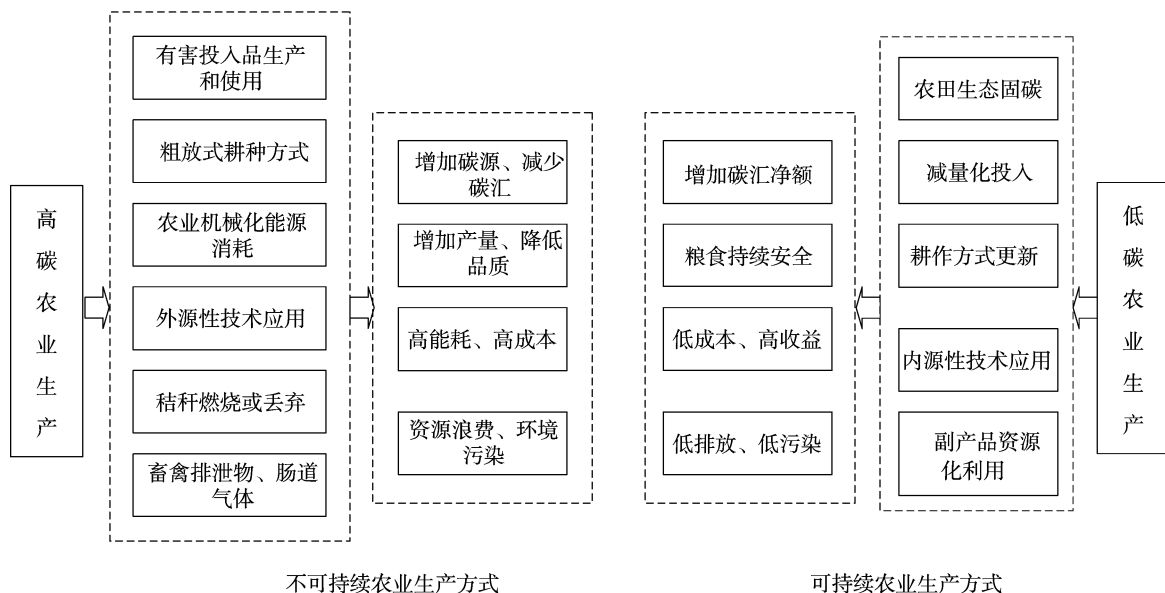 高碳农业生产
有害投入品生产
和使用
粗放式耕种方式
农业机械化能源
消耗
外源性技术应用
秸秆燃烧或丢弃
畜禽排泄物、肠道
气体
增加碳源、减少
碳汇
增加产量、降低
品质
高能耗、高成本
资源浪费、环境
污染
增加碳汇净额
粮食持续安全
低成本、高收益
低排放、低污染
农田生态固碳
减量化投入
耕作方式更新
内源性技术应用
副产品资源
化利用
低碳农业生产
不可持续农业生产方式
可持续农业生产方式